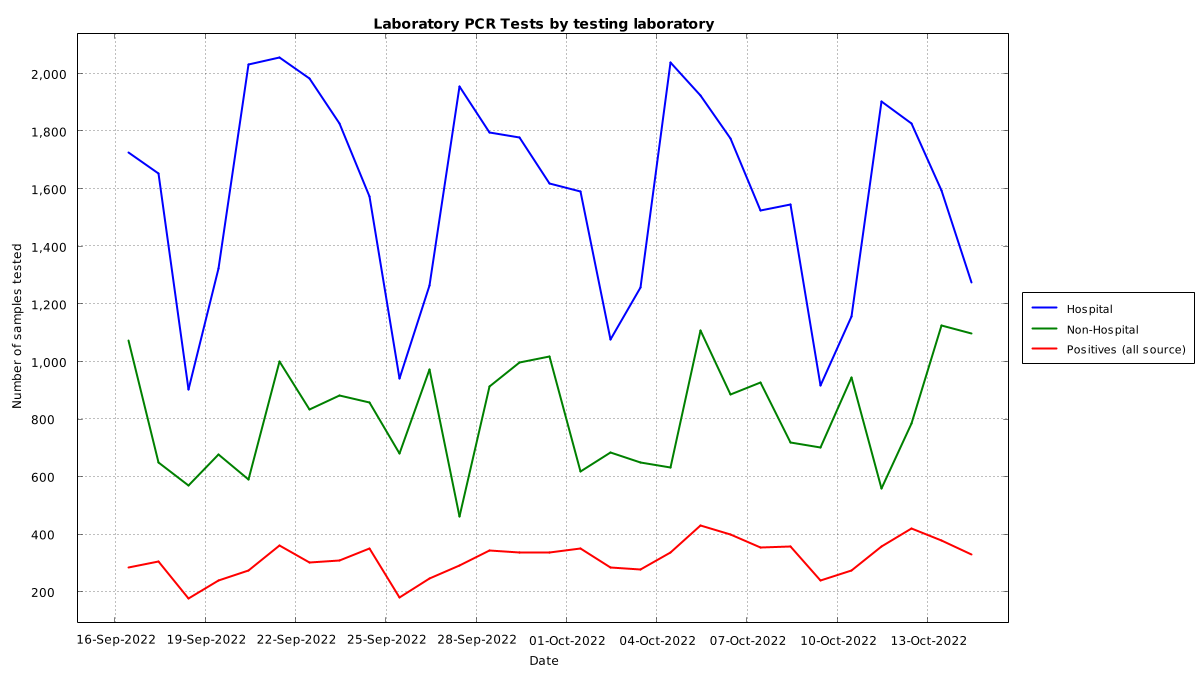 Laboratory PCR Tests by testing laboratory
Number of samples tested
2,000
1,800
1,600
1,400
1,200
1,000
800
600
400
200
16-Sep-2022 19-Sep-2022 22-Sep-2022 25-Sep-2022 28-Sep-2022 01-Oct-2022 04-Oct-2022 07-Oct-2022 10-Oct-2022 13-Oct-2022
Date
Hospital
Non-Hospital
Positives (all source)